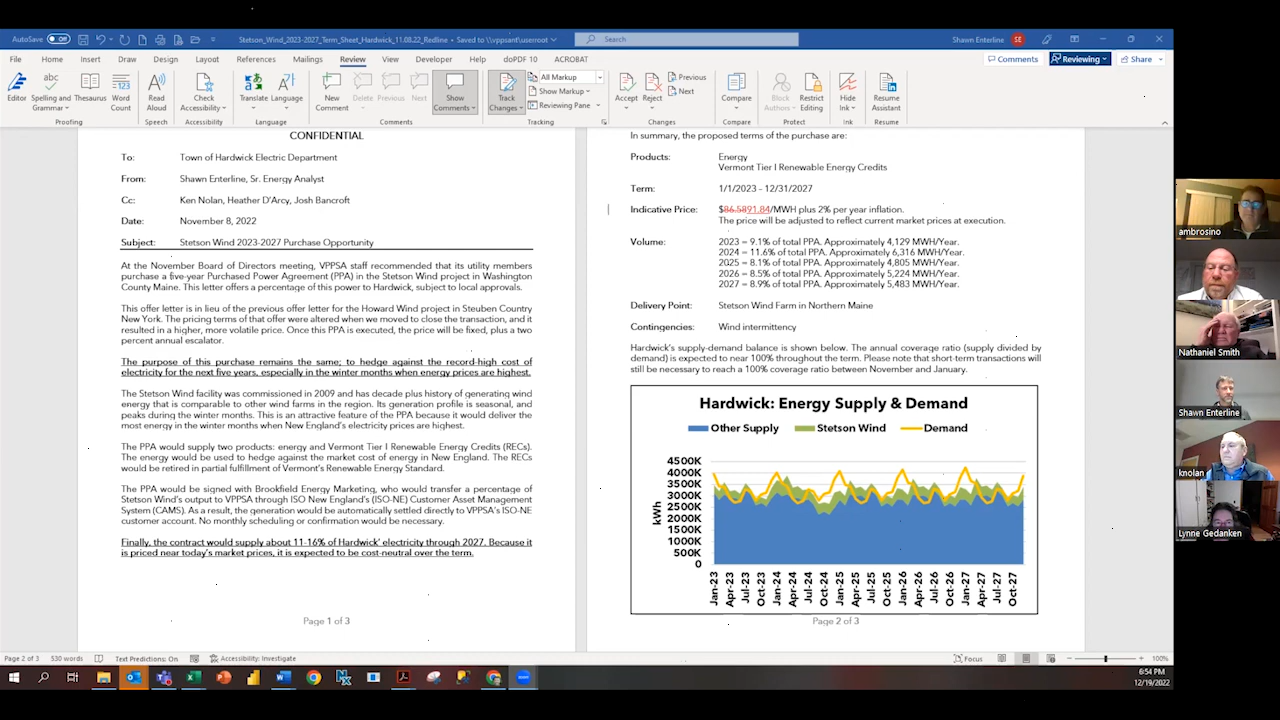 AutoSave Off
Stetson_Wind_2023-2027_Term_Sheet_Hardwick_11.08.22_Redline • Saved to \\vppsant\userroot
Search
Shawn Enterline SE
File Home Insert Draw Design Layout References Mailings Review View Developer Help doPDF 10 ACROBAT
Comments Reviewing Share
Editor
Spelling and Grammar
Thesaurus
Word Count
Read Aloud
Check Accessibility
Translate
Language
New Comment
Delete
Previous
Next
Show Comments
Track Changes
All Markup
Show Markup
Reviewing Pane
Accept
Reject
Previous
Next
Compare
Block Authors
Restrict Editing
Hide Ink
Resume Assistant
Proofing Speech Accessibility Language Comments Tracking Changes Compare Protect Ink Resume
CONFIDENTIAL
To: Town of Hardwick Electric Department
From: Shawn Enterline, Sr. Energy Analyst
Cc: Ken Nolan, Heather D'Arcy, Josh Bancroft
Date: November 8, 2022
Subject: Stetson Wind 2023-2027 Purchase Opportunity
At the November Board of Directors meeting, VPPSA staff recommended that its utility members
purchase a five-year Purchased Power Agreement (PPA) in the Stetson Wind project in Washington
County Maine. This letter offers a percentage of this power to Hardwick, subject to local approvals.
This offer letter is in lieu of the previous offer letter for the Howard Wind project in Steuben Country
New York. The pricing terms of that offer were altered when we moved to close the transaction, and it
resulted in a higher, more volatile price. Once this PPA is executed, the price will be fixed, plus a two
percent annual escalator.
The purpose of this purchase remains the same; to hedge against the record-high cost of
electricity for the next five years, especially in the winter months when energy prices are highest.
The Stetson Wind facility was commissioned in 2009 and has decade plus history of generating wind
energy that is comparable to other wind farms in the region. Its generation profile is seasonal, and
peaks during the winter months. This is an attractive feature of the PPA because it would deliver the
most energy in the winter months when New England's electricity prices are highest.
The PPA would supply two products: energy and Vermont Tier I Renewable Energy Credits (RECs).
The energy would be used to hedge against the market cost of energy in New England. The RECs
would be retired in partial fulfillment of Vermont's Renewable Energy Standard.
The PPA would be signed with Brookfield Energy Marketing, who would transfer a percentage of
Stetson Wind's output to VPPSA through ISO New England's (ISO-NE) Customer Asset Management
System (CAMS). As a result, the generation would be automatically settled directly to VPPSA's ISO-NE
customer account. No monthly scheduling or confirmation would be necessary.
Finally, the contract would supply about 11-16% of Hardwick' electricity through 2027. Because it
is priced near today's market prices, it is expected to be cost-neutral over the term.
Page 1 of 3
In summary, the proposed terms of the purchase are:
Products: Energy
Vermont Tier I Renewable Energy Credits
Term: 1/1/2023 - 12/31/2027
Indicative Price: $86.5891.84/MWH plus 2% per year inflation.
The price will be adjusted to reflect current market prices at execution.
Volume: 2023 = 9.1% of total PPA. Approximately 4,129 MWH/Year.
2024 = 11.6% of total PPA. Approximately 6,316 MWH/Year.
2025 = 8.1% of total PPA. Approximately 4,805 MWH/Year.
2026 = 8.5% of total PPA. Approximately 5,224 MWH/Year.
2027 = 8.9% of total PPA. Approximately 5,483 MWH/Year.
Delivery Point: Stetson Wind Farm in Northern Maine
Contingencies: Wind intermittency
Hardwick's supply-demand balance is shown below. The annual coverage ratio (supply divided by
demand) is expected to near 100% throughout the term. Please note that short-term transactions will
still be necessary to reach a 100% coverage ratio between November and January.
Hardwick: Energy Supply & Demand
Other Supply Stetson Wind Demand
kWh
4500K
4000K
3500K
3000K
2500K
2000K
1500K
1000K
500K
0
Jan-23 Apr-23 Jul-23 Oct-23 Jan-24 Apr-24 Jul-24 Oct-24 Jan-25 Apr-25 Jul-25 Oct-25 Jan-26 Apr-26 Jul-26 Oct-26 Jan-27 Apr-27 Jul-27 Oct-27
Page 2 of 3
Page 2 of 3 530 words Text Predictions: On Accessibility: Investigate
Focus 100%
6:54 PM
12/19/2022
ambrosino
Nathaniel Smith
Shawn Enterline
knolan
Lynne Gedanken